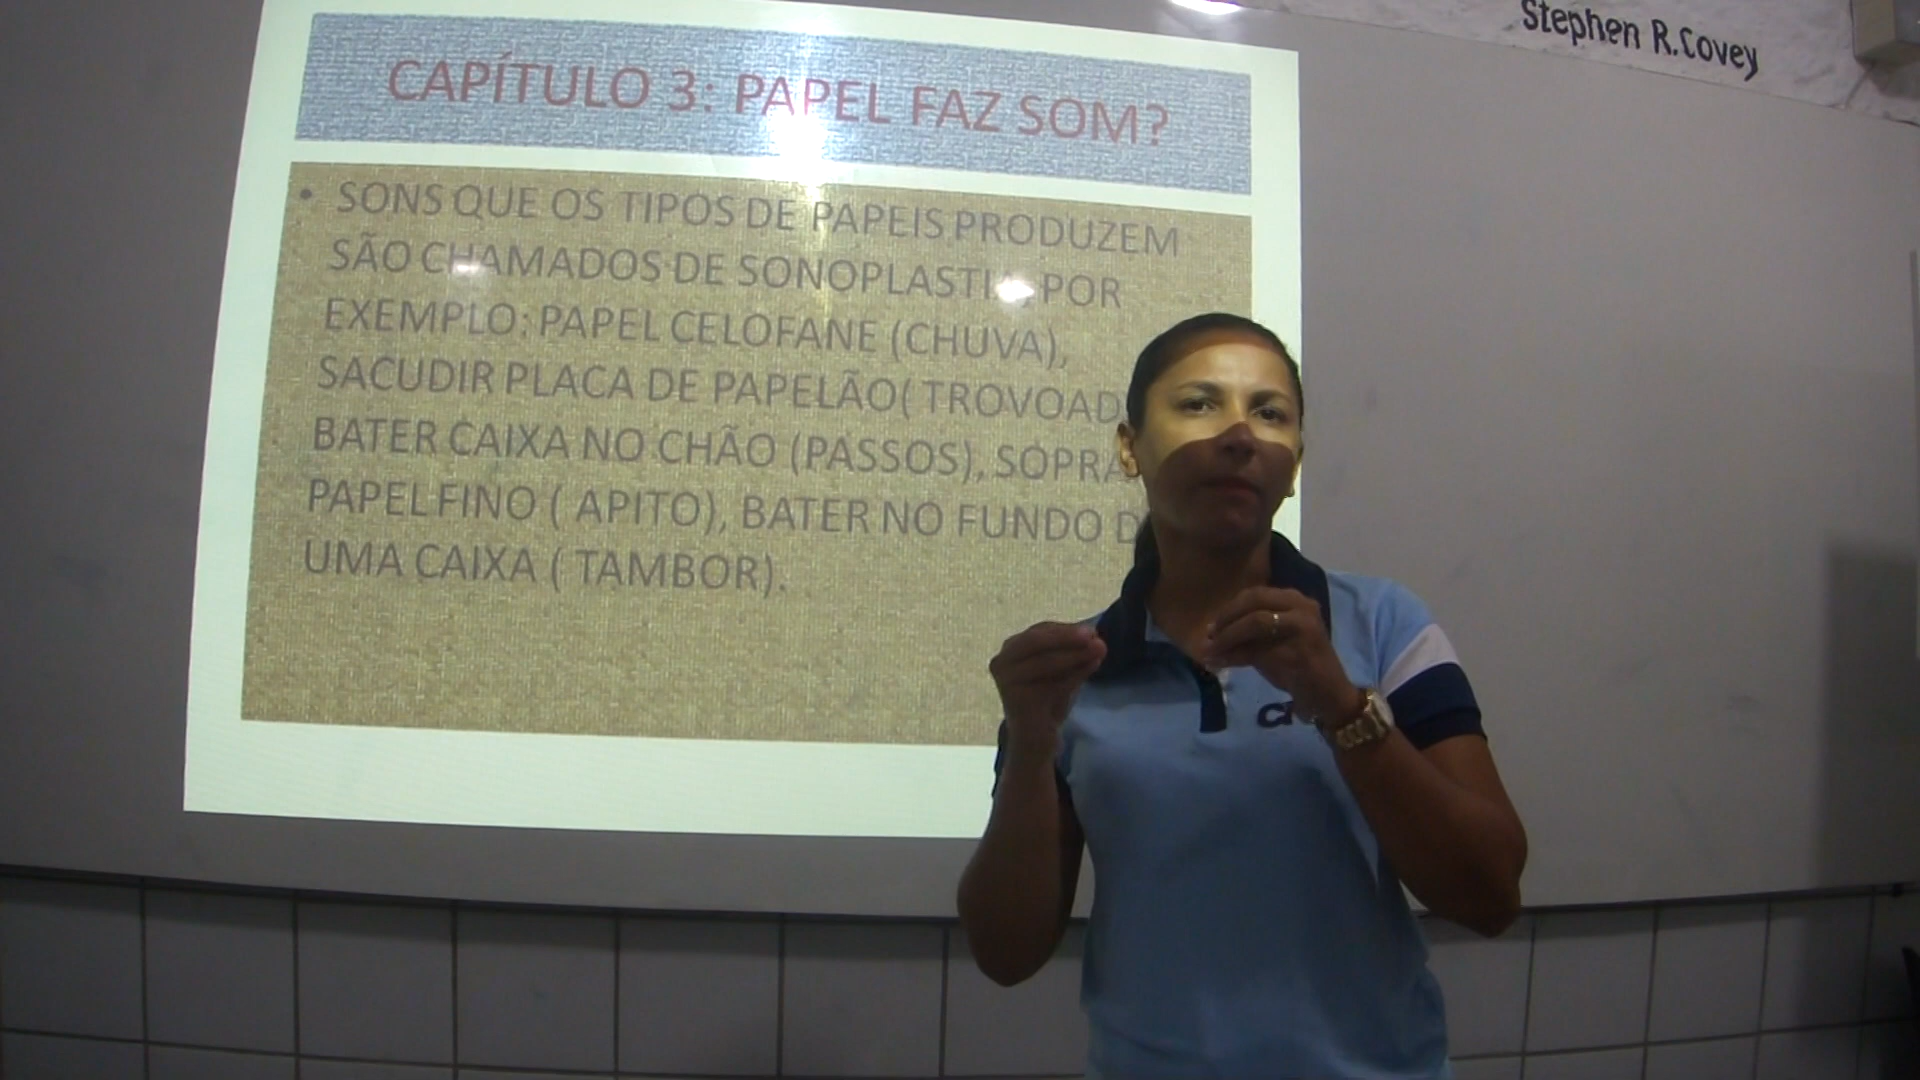 Stephen R.Covey
CAPÍTULO 3: PAPEL FAZ SOM?
• SONS QUE OS TIPOS DE PAPEIS PRODUZEM
SÃO CHAMADOS DE SONOPLASTIA, POR
EXEMPLO: PAPEL CELOFANE (CHUVA),
SACUDIR PLACA DE PAPELÃO( TROVOAD
BATER CAIXA NO CHÃO (PASSOS), SOPRA
PAPEL FINO ( APITO), BATER NO FUNDO D
UMA CAIXA ( TAMBOR).